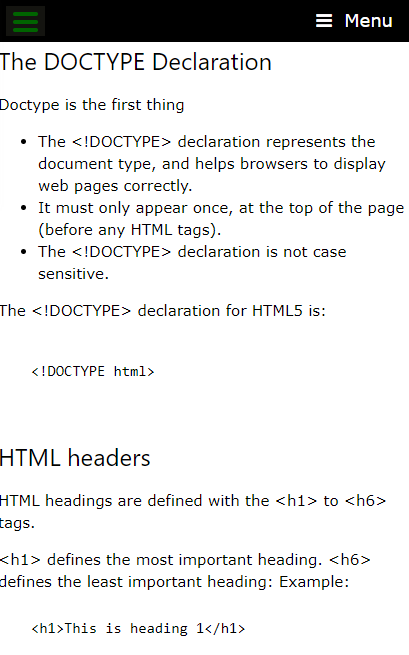 Menu
The DOCTYPE Declaration
Doctype is the first thing
The <!DOCTYPE> declaration represents the
document type, and helps browsers to display
web pages correctly.
It must only appear once, at the top of the page
(before any HTML tags).
The <!DOCTYPE> declaration is not case
sensitive.
The <!DOCTYPE> declaration for HTML5 is:
<!DOCTYPE html>
HTML headers
HTML headings are defined with the <h1> to <h6>
tags.
<h1> defines the most important heading. <h6>
defines the least important heading: Example:
<h1>This is heading 1</h1>